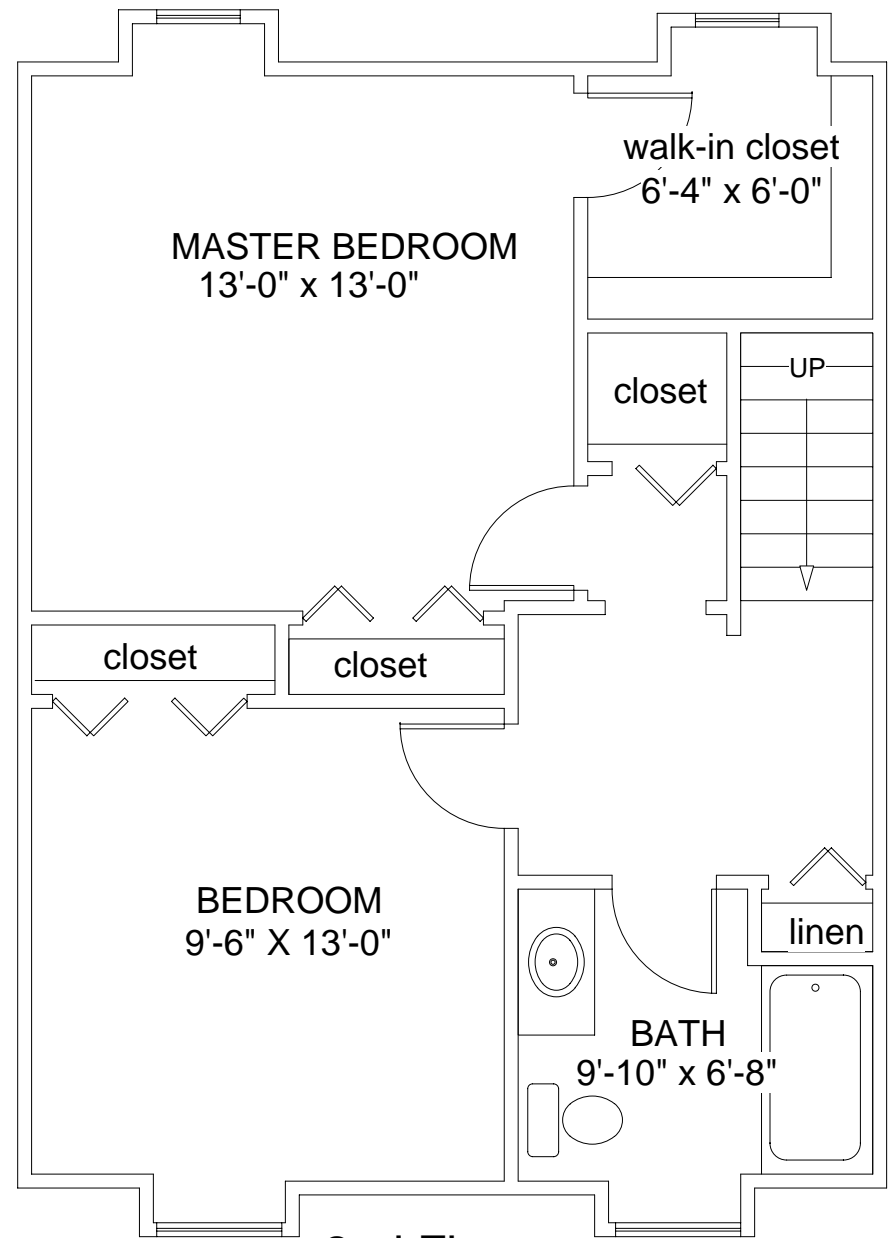 walk-in closet
6'-4" x 6'-0"
MASTER BEDROOM
13'-0" x 13'-0"
closet
UP
closet
closet
BEDROOM
9'-6" X 13'-0"
linen
BATH
9'-10" x 6'-8"